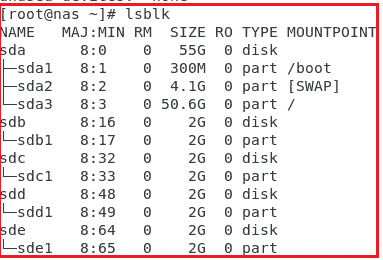 [root@nas ~]# lsblk
NAME   MAJ:MIN RM  SIZE RO TYPE MOUNTPOINT
sda      8:0    0   55G  0 disk
├─sda1   8:1    0  300M  0 part /boot
├─sda2   8:2    0  4.1G  0 part [SWAP]
└─sda3   8:3    0 50.6G  0 part /
sdb      8:16   0    2G  0 disk
└─sdb1   8:17   0    2G  0 part
sdc      8:32   0    2G  0 disk
└─sdc1   8:33   0    2G  0 part
sdd      8:48   0    2G  0 disk
└─sdd1   8:49   0    2G  0 part
sde      8:64   0    2G  0 disk
└─sde1   8:65   0    2G  0 part